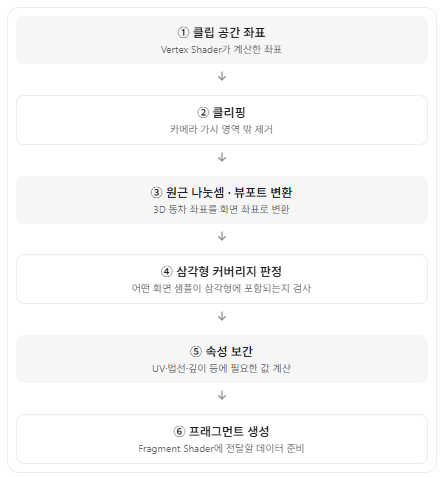 ① 클립 공간 좌표
Vertex Shader가 계산한 좌표
↓
② 클리핑
카메라 가시 영역 밖 제거
↓
③ 원근 나눗셈 · 뷰포트 변환
3D 동차 좌표를 화면 좌표로 변환
↓
④ 삼각형 커버리지 판정
어떤 화면 샘플이 삼각형에 포함되는지 검사
↓
⑤ 속성 보간
UV·법선·깊이 등에 필요한 값 계산
↓
⑥ 프래그먼트 생성
Fragment Shader에 전달할 데이터 준비